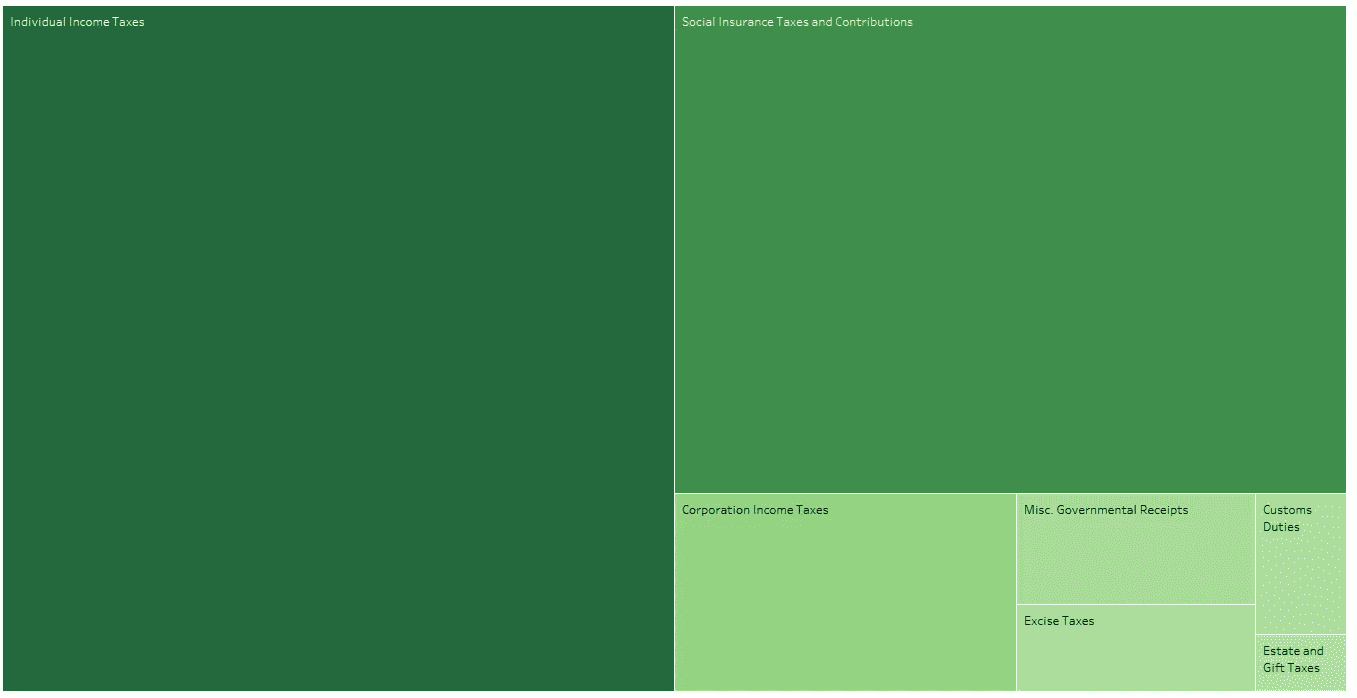 Individual Income Taxes
Social Insurance Taxes and Contributions
Corporation Income Taxes
Misc. Governmental Receipts
Customs
Duties
Excise Taxes
Estate and
Gift Taxes